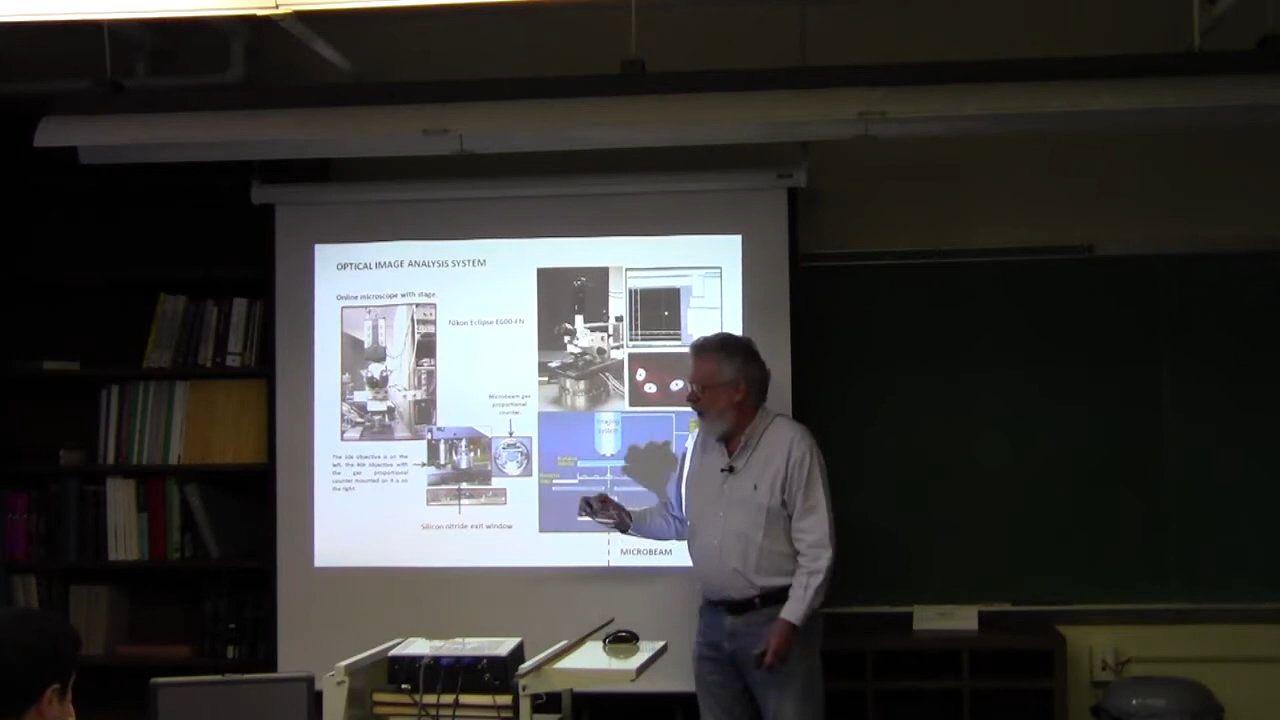 OPTICAL IMAGE ANALYSIS SYSTEM
Online microscope with stage.
Nikon Eclipse E600-FN
Microbeam gas
proportional
counter.
The 10x objective is on the
left, the 40x objective with
the gas proportional
counter mounted on it is on
the right.
Silicon nitride exit window
Imaging
system
MICROBEAM